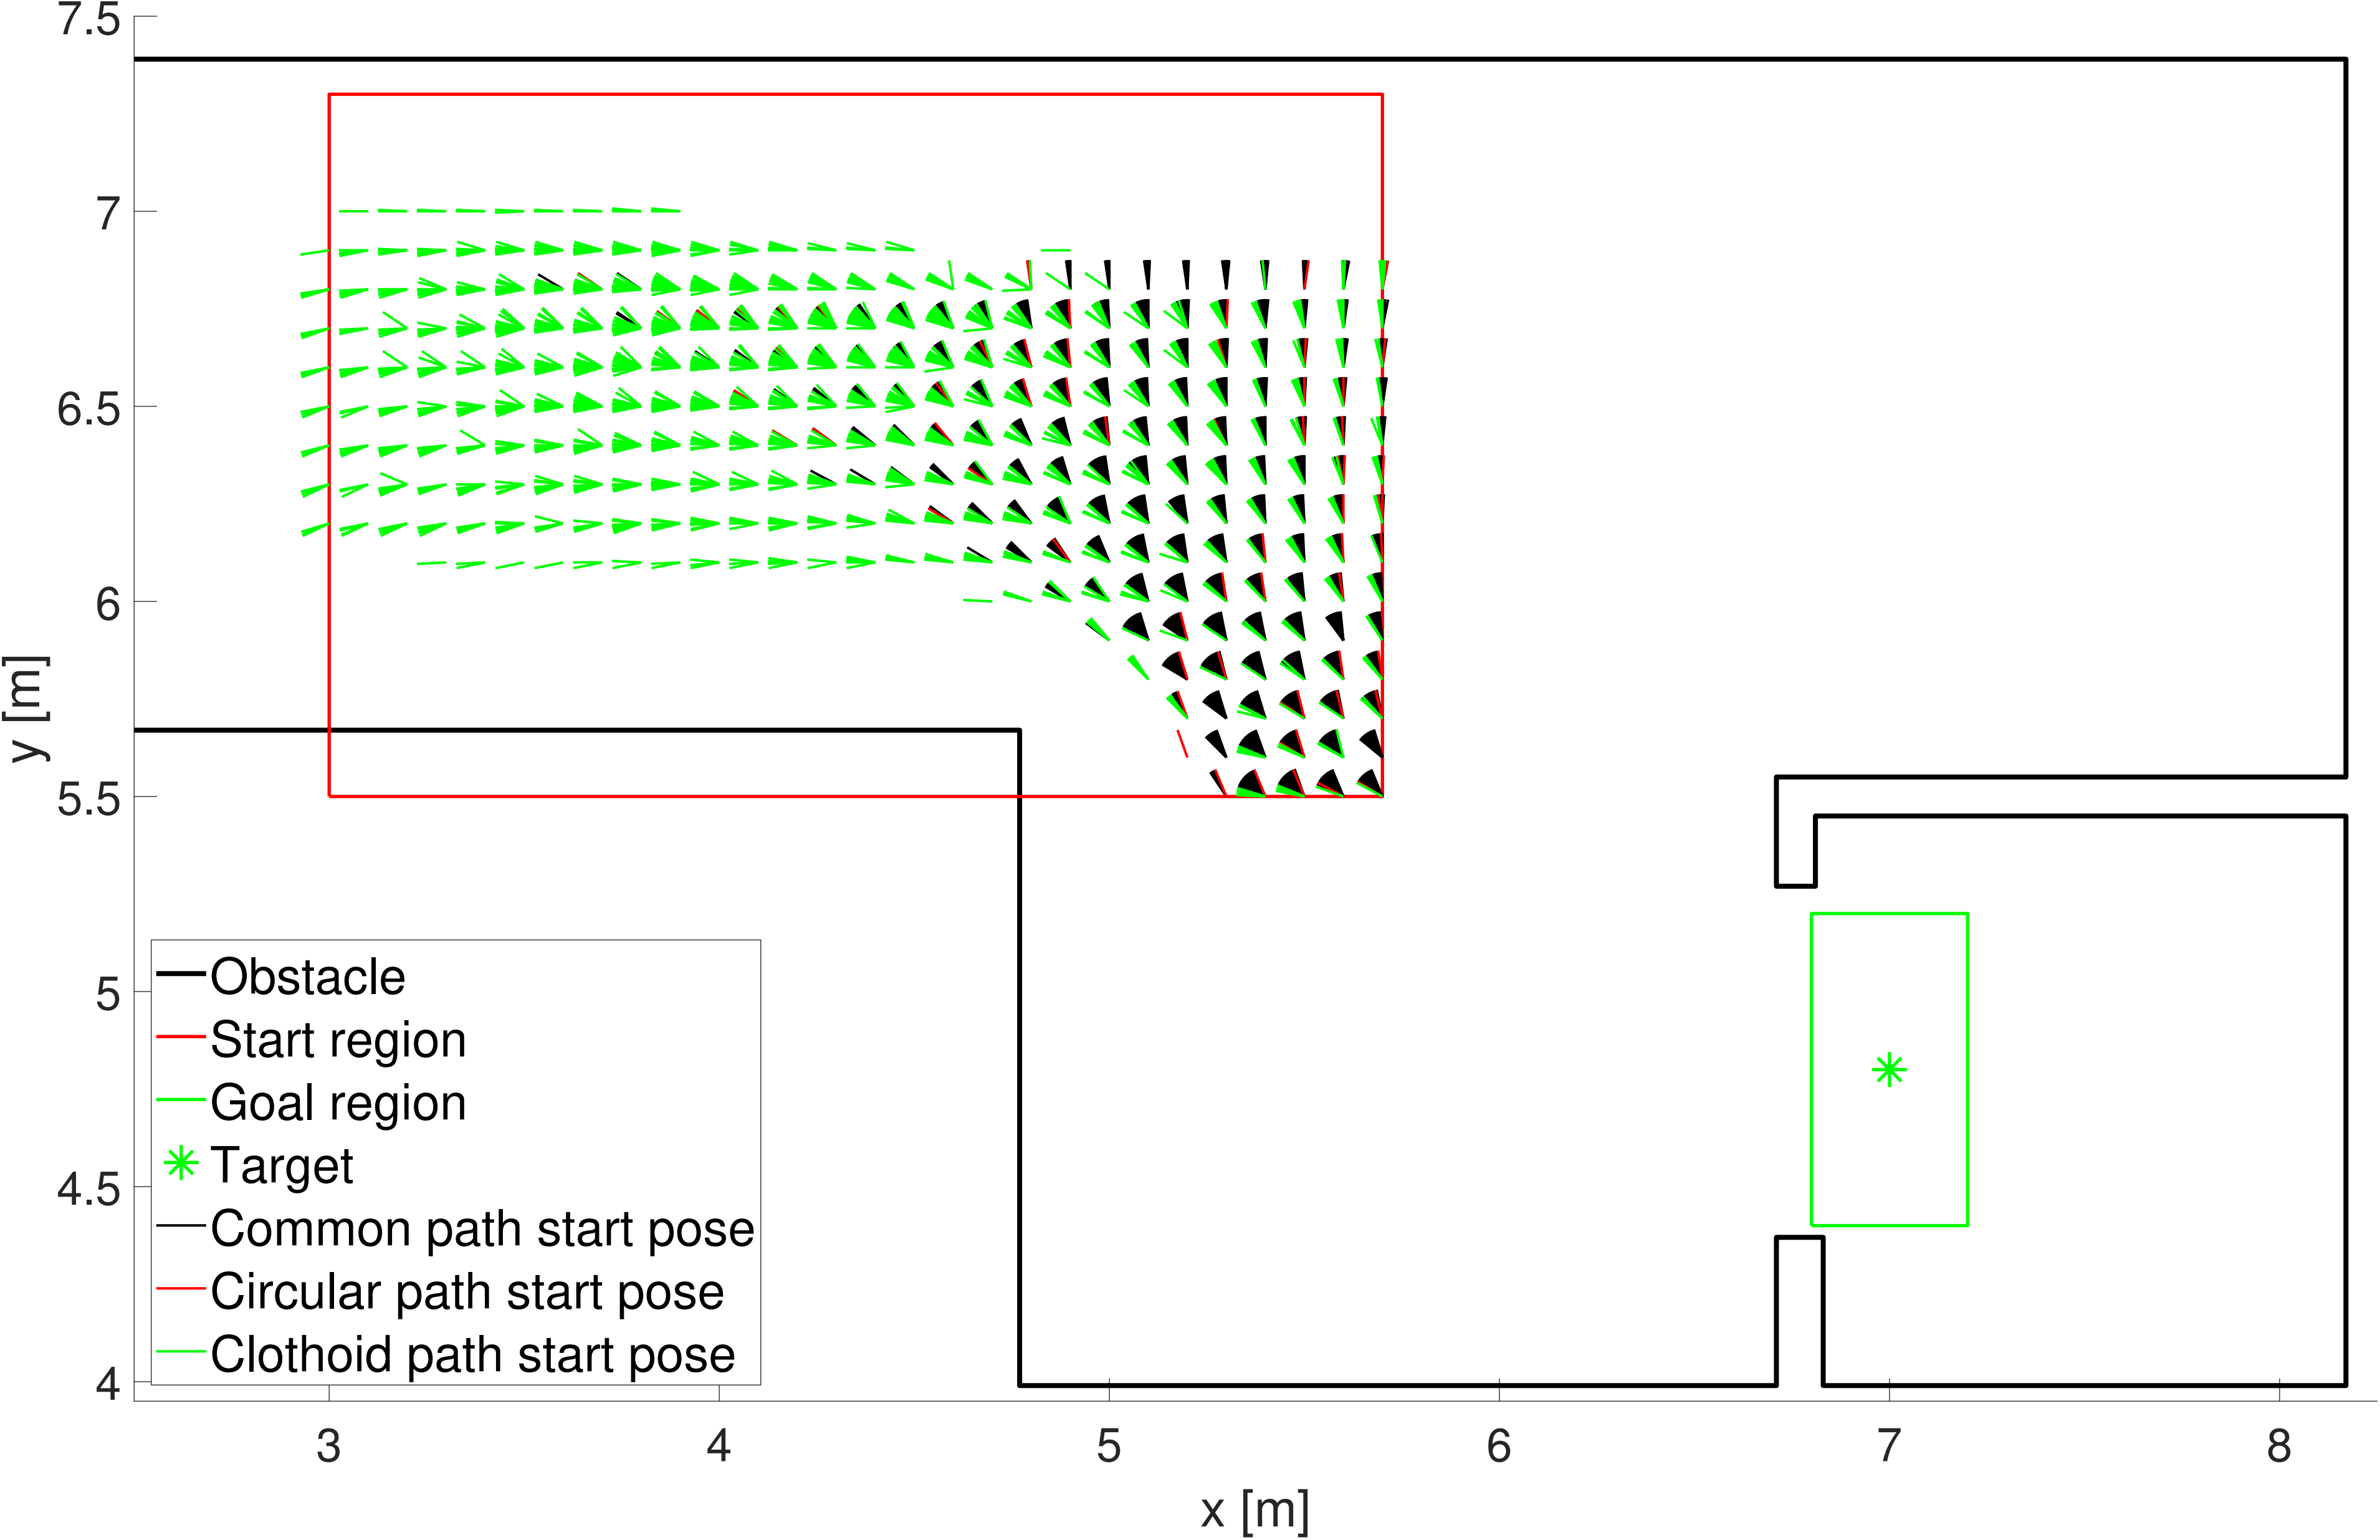 7.5
7
6.5
6
5.5
5
4.5
4
y [m]
Obstacle
Start region
Goal region
Target
Common path start pose
Circular path start pose
Clothoid path start pose
3
4
5
6
7
8
x [m]